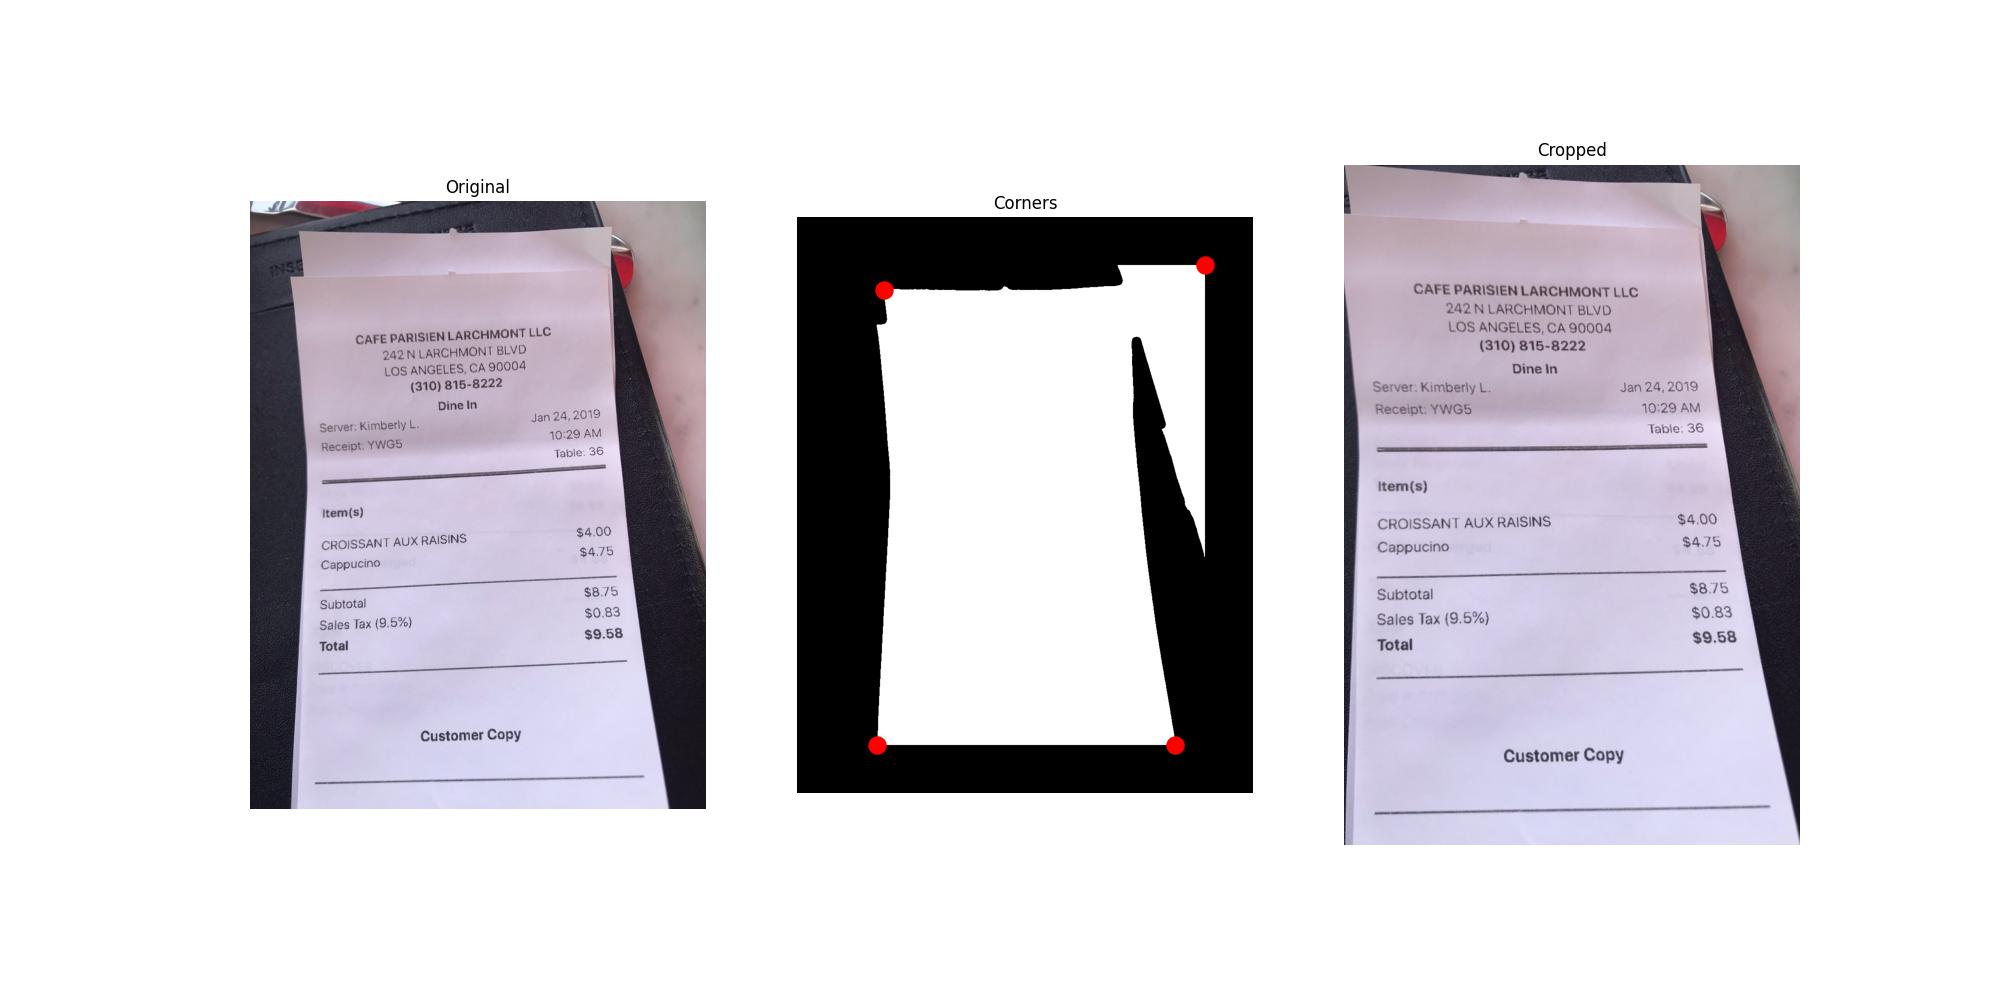 Original
INSE
CAFE PARISIEN LARCHMONT LLC
242 N LARCHMONT BLVD
LOS ANGELES, CA 90004
(310) 815-8222
Dine In
Server: Kimberly L. Jan 24, 2019
Receipt: YWG5 10:29 AM
Table: 36
Item(s)
CROISSANT AUX RAISINS $4.00
Cappucino $4.75
Subtotal $8.75
Sales Tax (9.5%) $0.83
Total $9.58
Customer Copy
Corners
Cropped
CAFE PARISIEN LARCHMONT LLC
242 N LARCHMONT BLVD
LOS ANGELES, CA 90004
(310) 815-8222
Dine In
Server: Kimberly L. Jan 24, 2019
Receipt: YWG5 10:29 AM
Table: 36
Item(s)
CROISSANT AUX RAISINS $4.00
Cappucino $4.75
Subtotal $8.75
Sales Tax (9.5%) $0.83
Total $9.58
Customer Copy